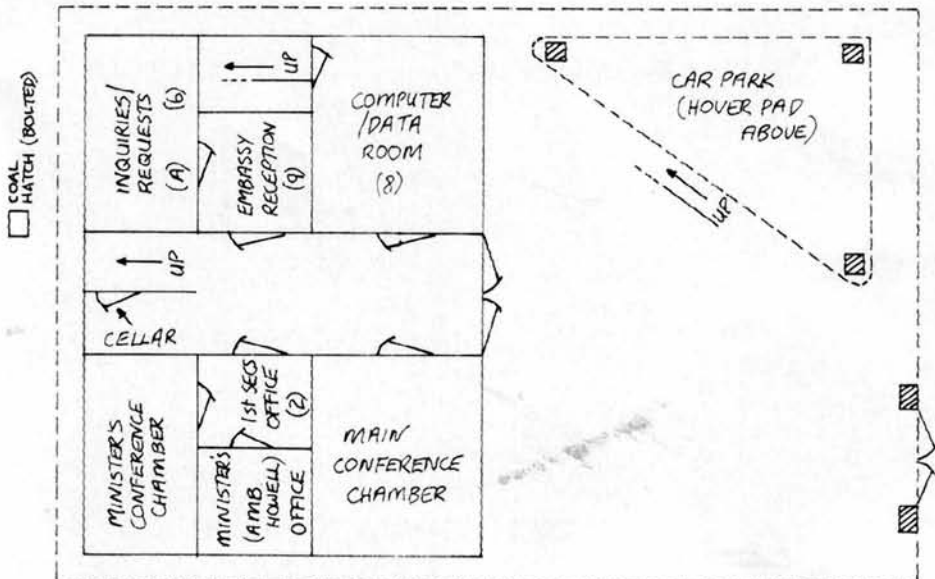 COAL
HATCH (BOLTED)
INQUIRIES/
REQUESTS
(A) (6)
UP
EMBASSY
RECEPTION
(9)
COMPUTER
/DATA
ROOM
(8)
CAR PARK
(HOVER PAD
ABOVE)
UP
UP
CELLAR
MINISTER'S
CONFERENCE
CHAMBER
1ST SECS
OFFICE
(2)
MINISTER'S
(AMB.
HOWELL)
OFFICE
MAIN
CONFERENCE
CHAMBER